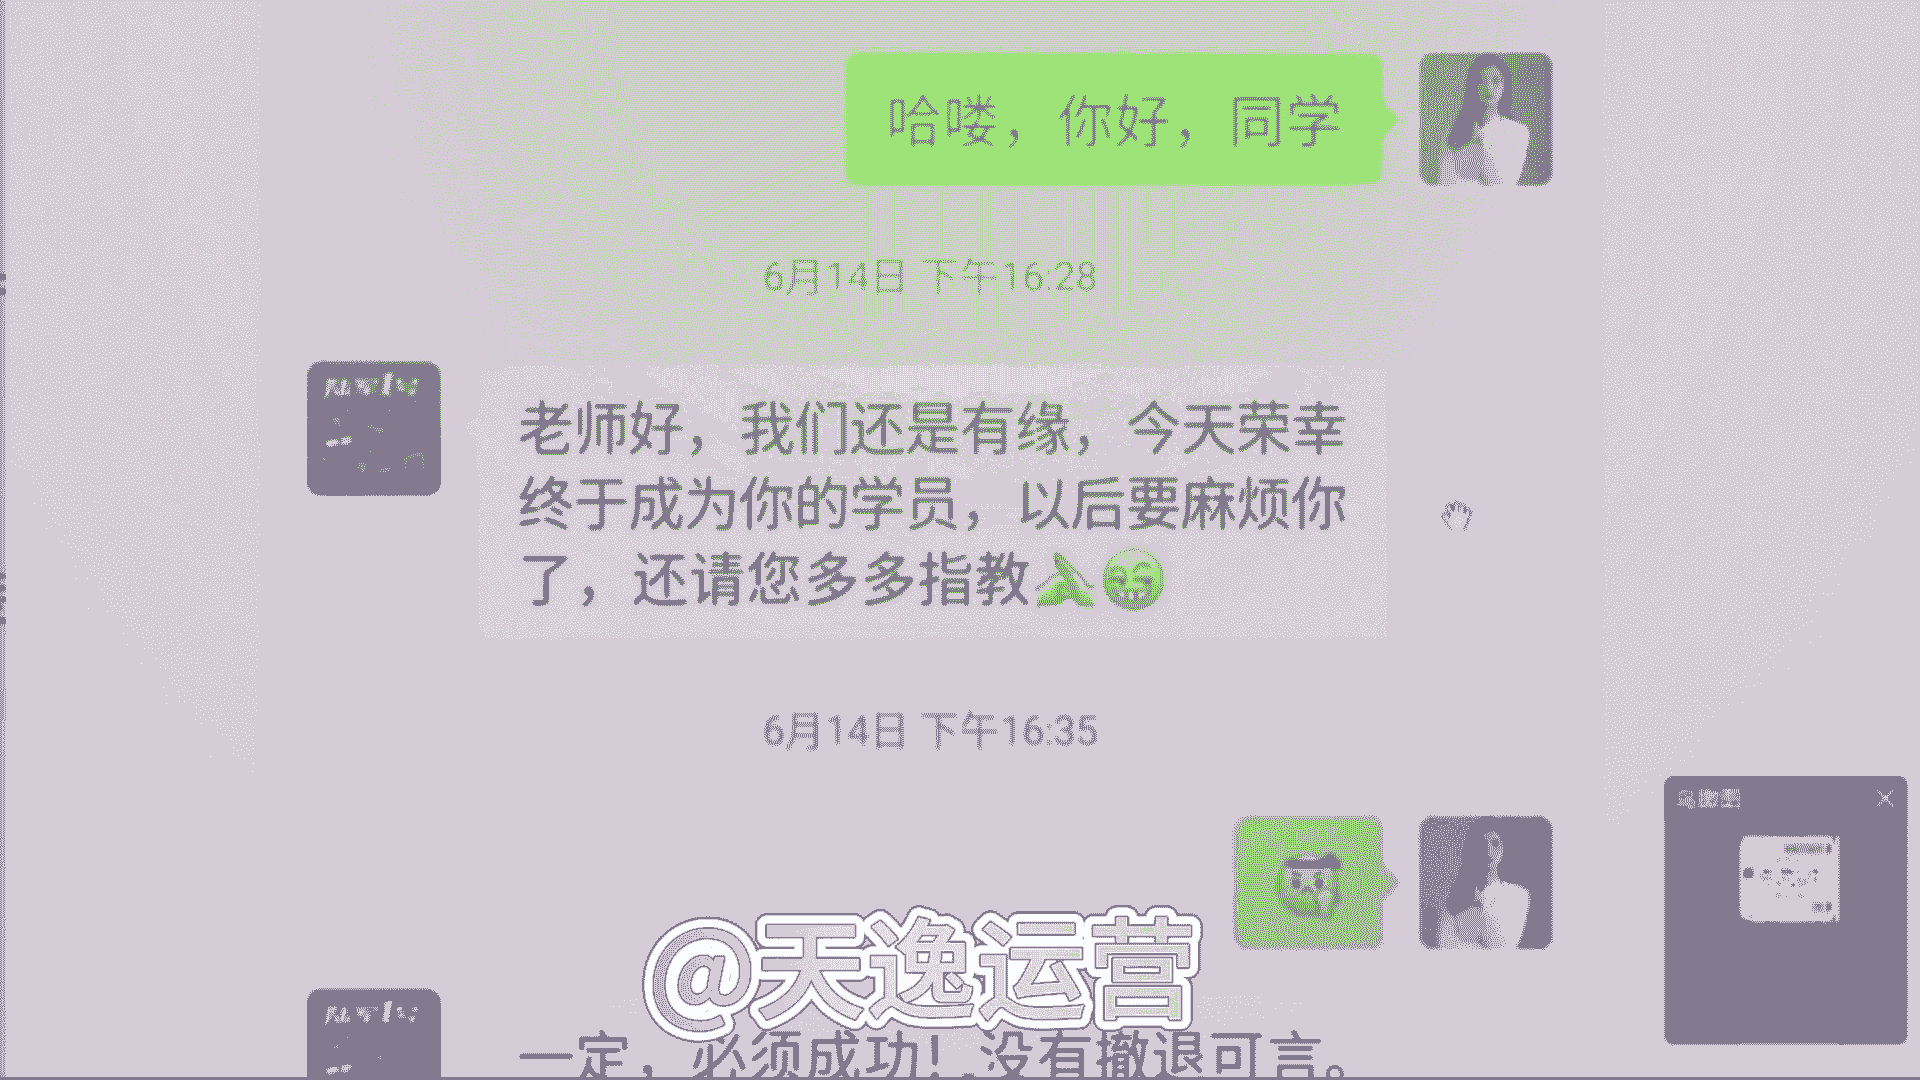 哈喽，你好，同学
6月14日 下午16:28
老师好，我们还是有缘，今天荣幸
终于成为你的学员，以后要麻烦你
了，还请您多多指教
6月14日 下午16:35
@天逸运营
一定，必须成功！没有撤退可言。